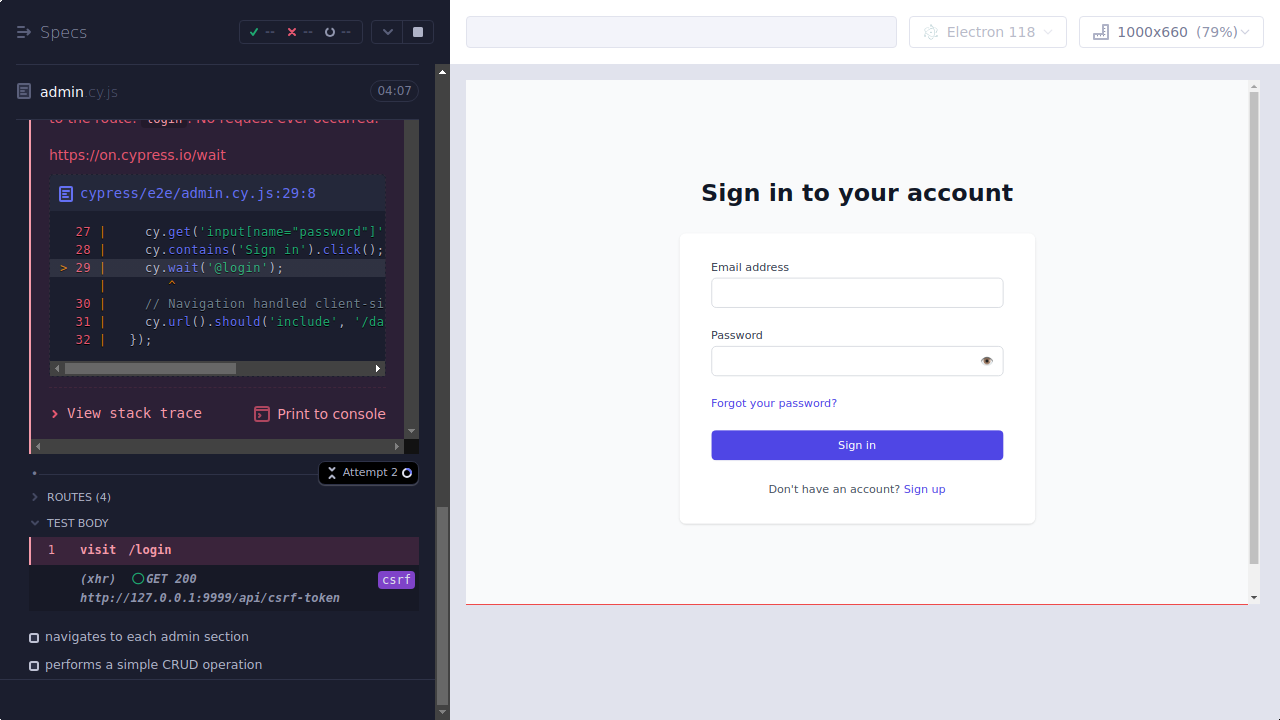 Specs
--
--
--
Electron 118
1000x660 (79%)
admin.cy.js
04:07
to the route: login. No request ever occurred.
https://on.cypress.io/wait
cypress/e2e/admin.cy.js:29:8
27 | cy.get('input[name="password"]'
28 | cy.contains('Sign in').click();
> 29 | cy.wait('@login');
| ^
30 | // Navigation handled client-si
31 | cy.url().should('include', '/da
32 | });
View stack trace
Print to console
Attempt 2
ROUTES (4)
TEST BODY
1 visit /login
(xhr) GET 200
http://127.0.0.1:9999/api/csrf-token
csrf
navigates to each admin section
performs a simple CRUD operation
Sign in to your account
Email address
Password
Forgot your password?
Sign in
Don't have an account? Sign up